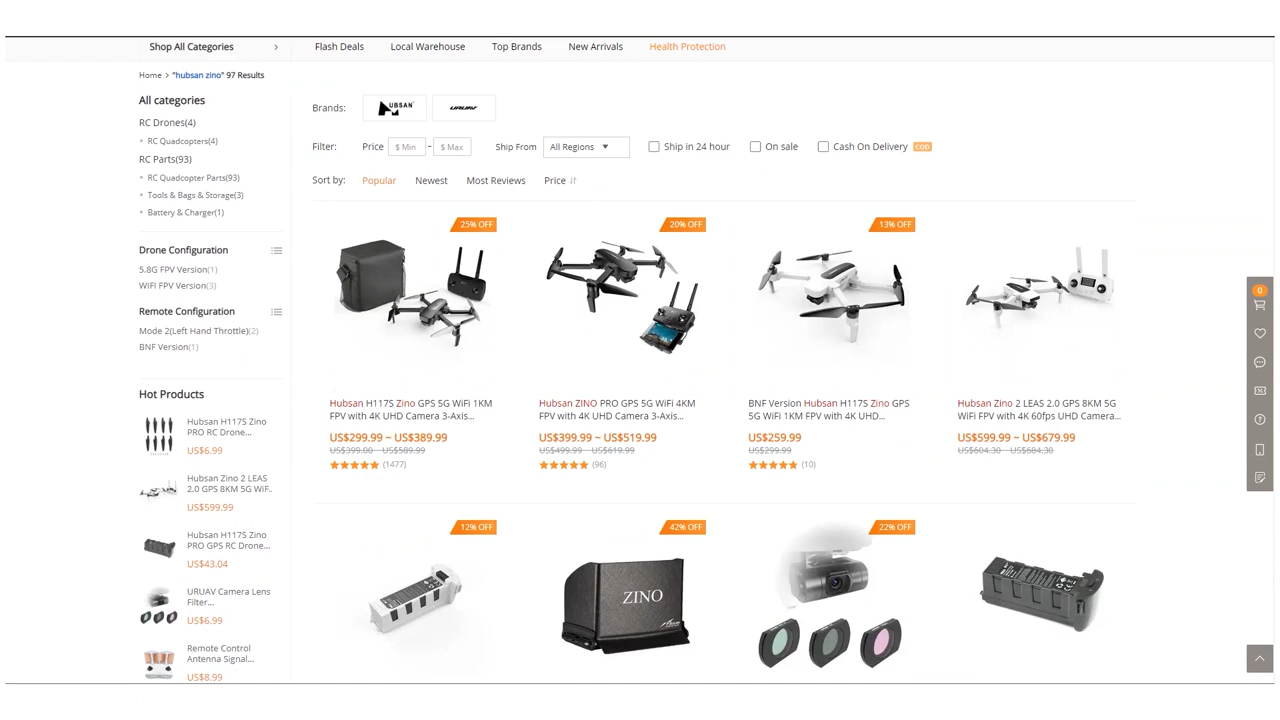 Shop All Categories
Flash Deals
Local Warehouse
Top Brands
New Arrivals
Health Protection
Home > "hubsan zino" 97 Results
All categories
RC Drones(4)
RC Quadcopters(4)
RC Parts(93)
RC Quadcopter Parts(93)
Tools & Bags & Storage(3)
Battery & Charger(1)
Drone Configuration
5.8G FPV Version(1)
WIFI FPV Version(3)
Remote Configuration
Mode 2(Left Hand Throttle)(2)
BNF Version(1)
Hot Products
Hubsan H117S Zino
PRO RC Drone...
US$6.99
Hubsan Zino 2 LEAS
2.0 GPS 8KM 5G WiF..
US$599.99
Hubsan H117S Zino
PRO GPS RC Drone...
US$43.04
URUAV Camera Lens
Filter...
US$6.99
Remote Control
Antenna Signal...
US$8.99
Brands:
HUBSAN
URUAV
Filter:
Price
$ Min
-
$ Max
Ship From
All Regions
Ship in 24 hour
On sale
Cash On Delivery
COD
Sort by:
Popular
Newest
Most Reviews
Price
25% OFF
Hubsan H117S Zino GPS 5G WiFi 1KM
FPV with 4K UHD Camera 3-Axis...
US$299.99 ~ US$389.99
US$399.00 US$589.99
(1477)
20% OFF
Hubsan ZINO PRO GPS 5G WiFi 4KM
FPV with 4K UHD Camera 3-Axis...
US$399.99 ~ US$519.99
US$499.99 US$619.99
(96)
13% OFF
BNF Version Hubsan H117S Zino GPS
5G WiFi 1KM FPV with 4K UHD...
US$259.99
US$299.99
(10)
Hubsan Zino 2 LEAS 2.0 GPS 8KM 5G
WiFi FPV with 4K 60fps UHD Camera...
US$599.99 ~ US$679.99
US$604.30 US$684.30
12% OFF
42% OFF
ZINO
22% OFF
0